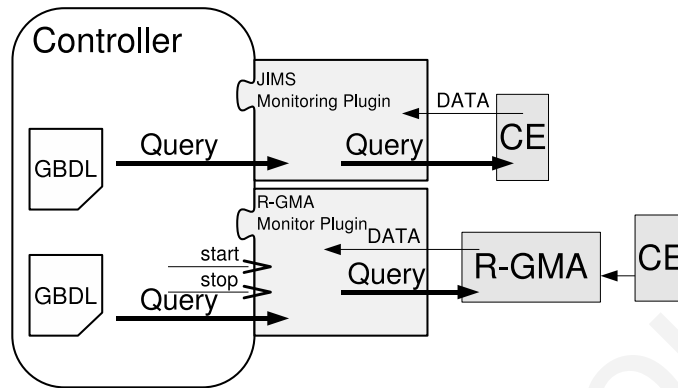 Controller
JIMS
Monitoring Plugin
DATA
CE
GBDL
Query
Query
R-GMA
Monitor Plugin
DATA
start
stop
Query
Query
GBDL
R-GMA
CE